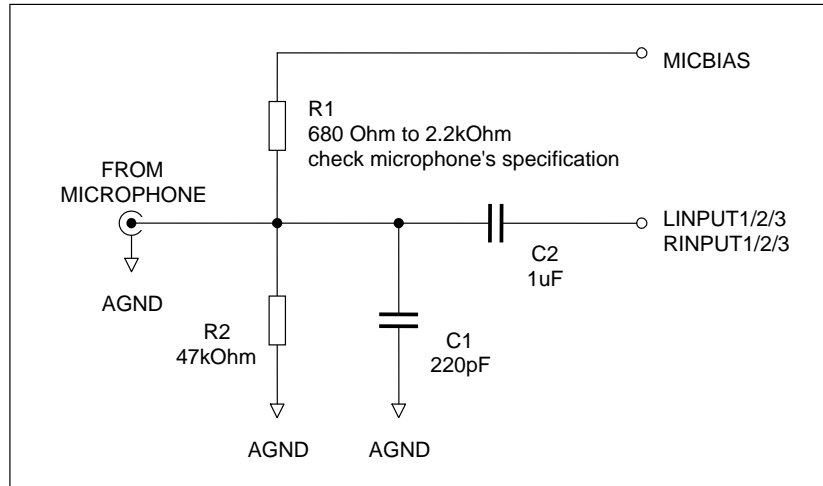 MICBIAS
R1
680 Ohm to 2.2kOhm
check microphone's specification
FROM
MICROPHONE
LINPUT1/2/3
RINPUT1/2/3
C2
1uF
AGND
R2
47kOhm
C1
220pF
AGND
AGND